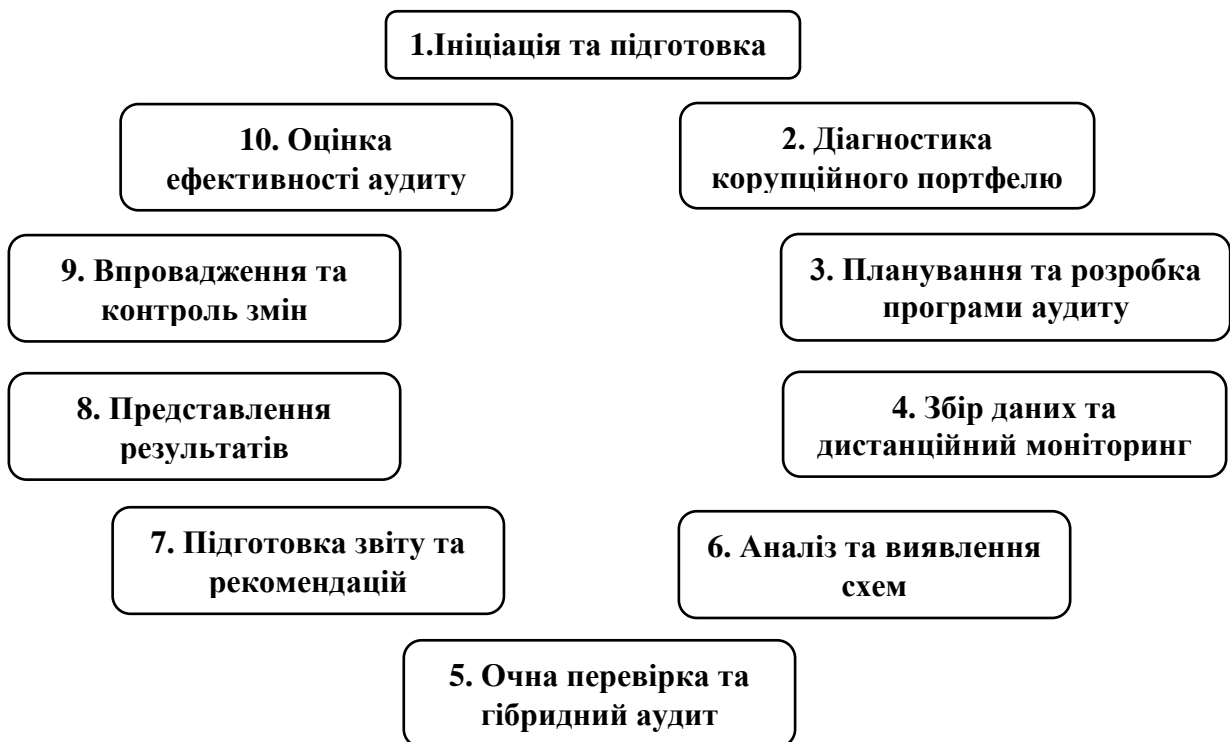 1.Ініціація та підготовка
10. Оцінка
ефективності аудиту
2. Діагностика
корупційного портфелю
9. Впровадження та
контроль змін
3. Планування та розробка
програми аудиту
8. Представлення
результатів
4. Збір даних та
дистанційний моніторинг
7. Підготовка звіту та
рекомендацій
6. Аналіз та виявлення
схем
5. Очна перевірка та
гібридний аудит